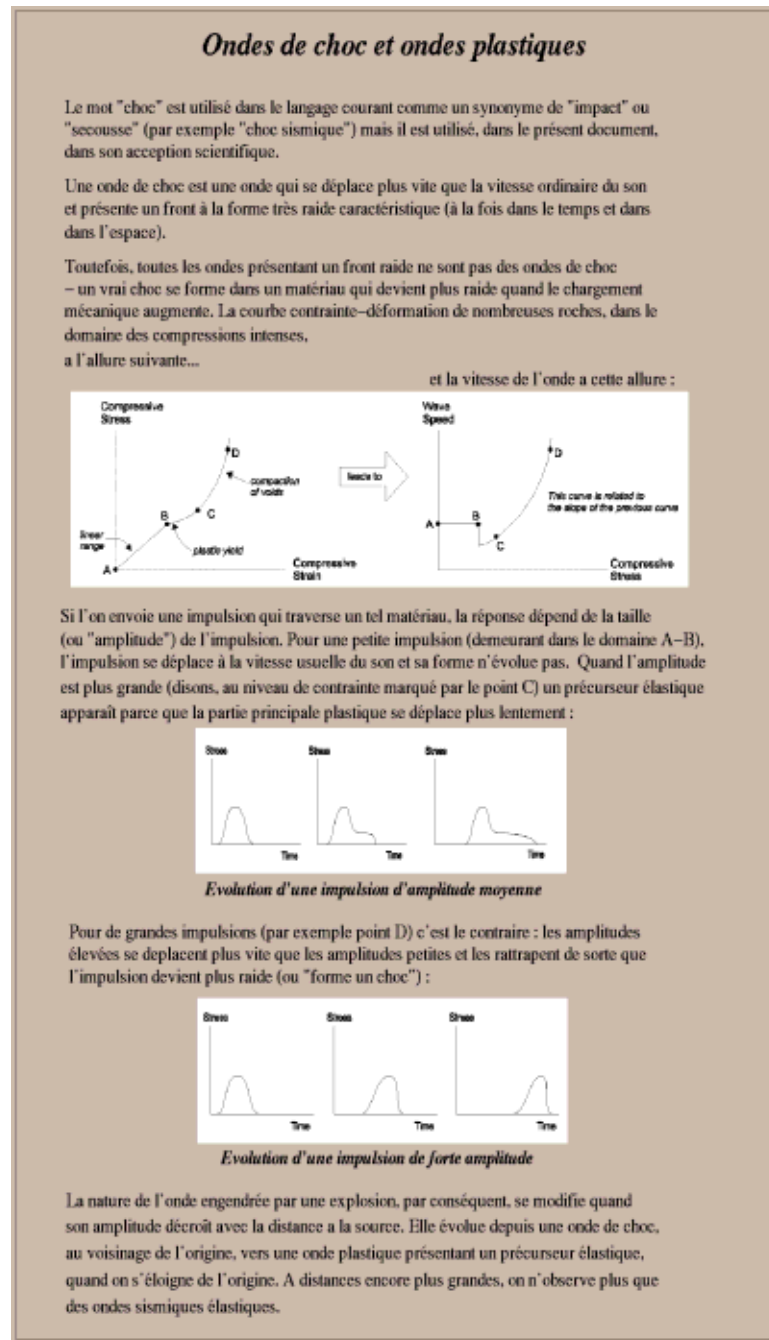 Ondes de choc et ondes plastiques
Le mot "choc" est utilisé dans le langage courant comme un synonyme de "impact" ou
"secousse" (par exemple "choc sismique") mais il est utilisé, dans le présent document,
dans son acception scientifique.
Une onde de choc est une onde qui se déplace plus vite que la vitesse ordinaire du son
et présente un front à la forme très raide caractéristique (à la fois dans le temps et dans
dans l'espace).
Toutefois, toutes les ondes présentant un front raide ne sont pas des ondes de choc
– un vrai choc se forme dans un matériau qui devient plus raide quand le chargement
mécanique augmente. La courbe contrainte–déformation de nombreuses roches, dans le
domaine des compressions intenses,
a l'allure suivante...
et la vitesse de l'onde a cette allure :
Compressive
Stress
D
compaction
of voids
B
C
linear
range
plastic yield
A
Compressive
Strain
leads to
Wave
Speed
D
This curve is related to
the slope of the previous curve
A
B
C
Compressive
Stress
Si l'on envoie une impulsion qui traverse un tel matériau, la réponse dépend de la taille
(ou "amplitude") de l'impulsion. Pour une petite impulsion (demeurant dans le domaine A–B),
l'impulsion se déplace à la vitesse usuelle du son et sa forme n'évolue pas. Quand l'amplitude
est plus grande (disons, au niveau de contrainte marqué par le point C) un précurseur élastique
apparaît parce que la partie principale plastique se déplace plus lentement :
Stress
Time
Stress
Time
Stress
Time
Evolution d'une impulsion d'amplitude moyenne
Pour de grandes impulsions (par exemple point D) c'est le contraire : les amplitudes
élevées se deplacent plus vite que les amplitudes petites et les rattrapent de sorte que
l'impulsion devient plus raide (ou "forme un choc") :
Stress
Time
Stress
Time
Stress
Time
Evolution d'une impulsion de forte amplitude
La nature de l'onde engendrée par une explosion, par conséquent, se modifie quand
son amplitude décroît avec la distance a la source. Elle évolue depuis une onde de choc,
au voisinage de l'origine, vers une onde plastique présentant un précurseur élastique,
quand on s'éloigne de l'origine. A distances encore plus grandes, on n'observe plus que
des ondes sismiques élastiques.